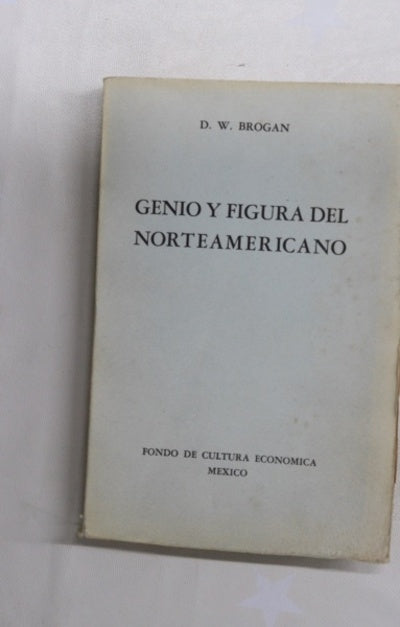 D. W. BROGAN
GENIO Y FIGURA DEL
NORTEAMERICANO
FONDO DE CULTURA ECONOMICA
MEXICO